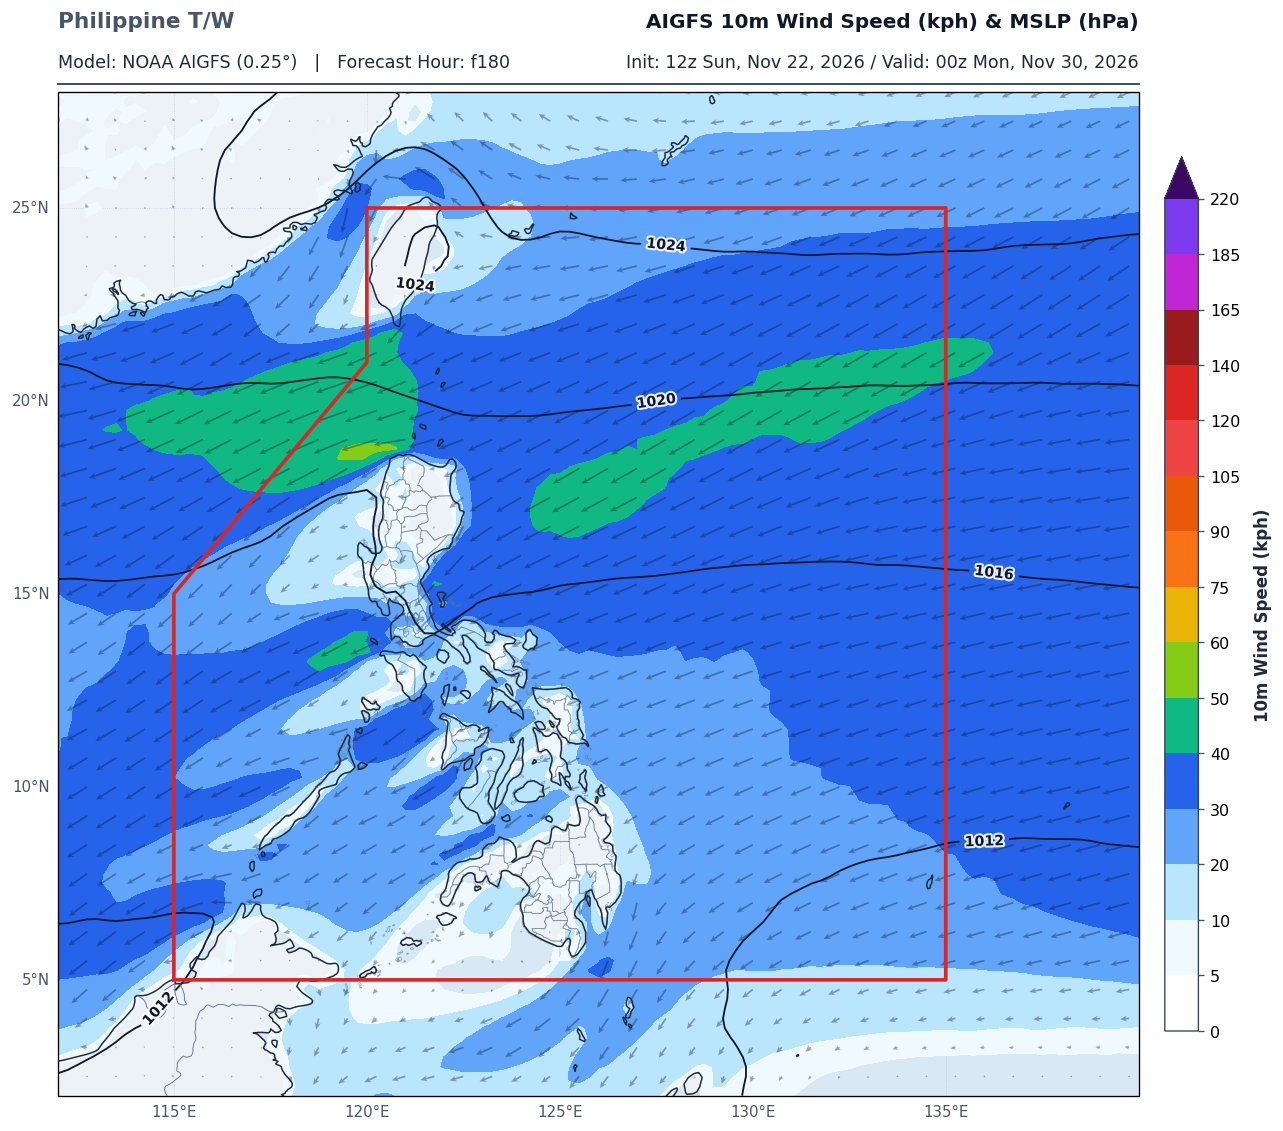 Philippine T/W
AIGFS 10m Wind Speed (kph) & MSLP (hPa)
Model: NOAA AIGFS (0.25°) | Forecast Hour: f180
Init: 12z Sun, Nov 22, 2026 / Valid: 00z Mon, Nov 30, 2026
25°N
20°N
15°N
10°N
5°N
115°E
120°E
125°E
130°E
135°E
1024
1024
1020
1016
1012
1012
220
185
165
140
120
105
90
75
60
50
40
30
20
10
5
0
10m Wind Speed (kph)